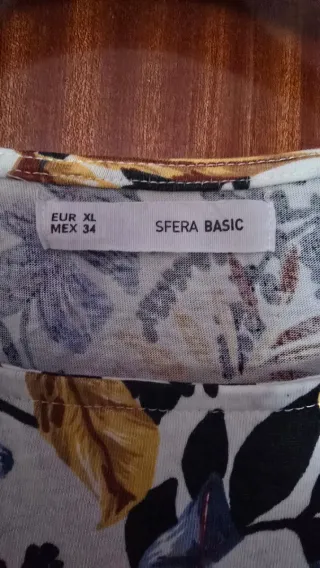 EUR XL
MEX 34
SFERA BASIC